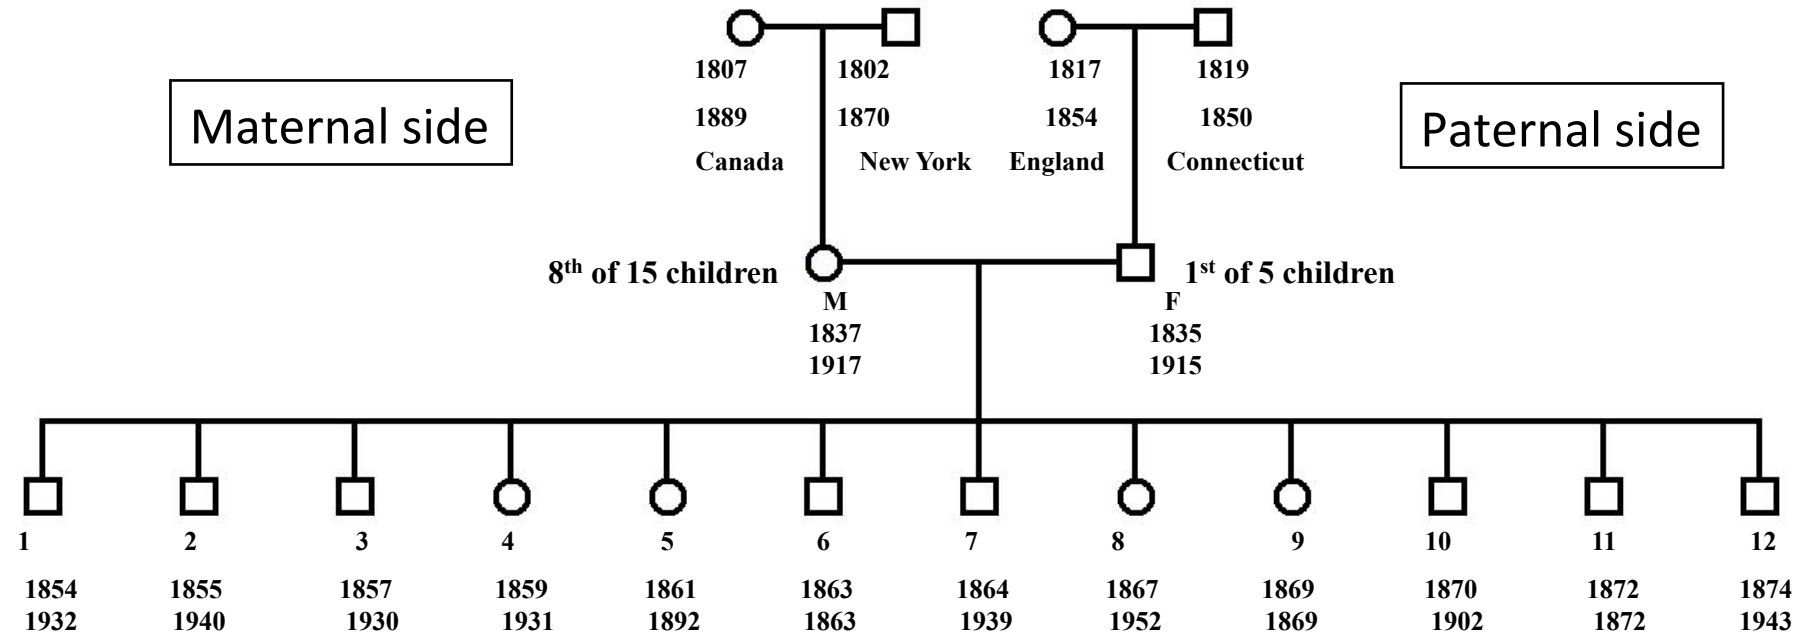 1807 1802 1817 1819
Maternal side
1889 1870 1854 1850
Paternal side
Canada New York England Connecticut
8th of 15 children
1st of 5 children
M F
1837 1835
1917 1915
1 2 3 4 5 6 7 8 9 10 11 12
1854 1855 1857 1859 1861 1863 1864 1867 1869 1870 1872 1874
1932 1940 1930 1931 1892 1863 1939 1952 1869 1902 1872 1943